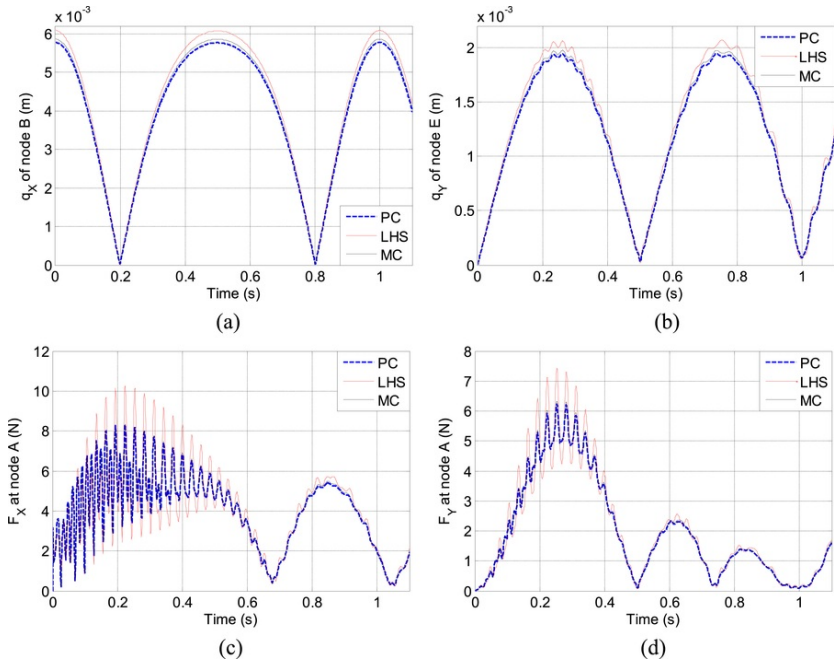 x 10⁻³
6
5
4
3
2
1
0
q_X of node B (m)
PC
LHS
MC
0 0.2 0.4 0.6 0.8 1
Time (s)
(a)
x 10⁻³
2
1.5
1
0.5
0
q_Y of node E (m)
PC
LHS
MC
0 0.2 0.4 0.6 0.8 1
Time (s)
(b)
12
10
8
6
4
2
0
F_X at node A (N)
PC
LHS
MC
0 0.2 0.4 0.6 0.8 1
Time (s)
(c)
8
7
6
5
4
3
2
1
0
F_Y at node A (N)
PC
LHS
MC
0 0.2 0.4 0.6 0.8 1
Time (s)
(d)